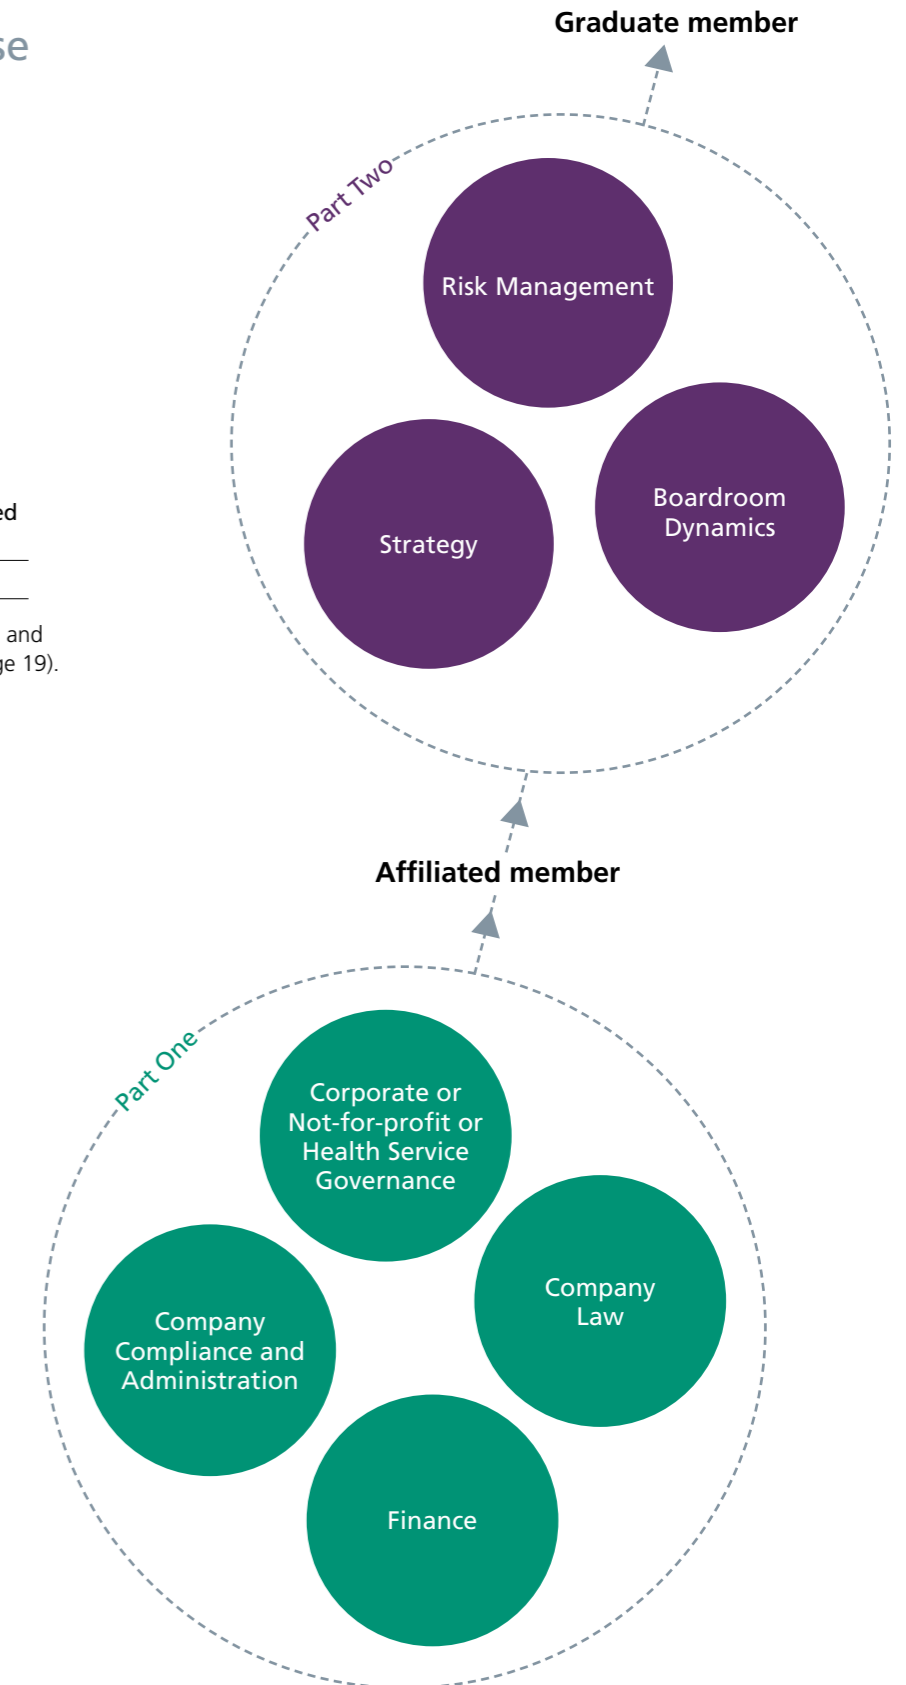 se
Graduate member
Part Two
Risk Management
Boardroom
Dynamics
Strategy
ed
and
ge 19).
Affiliated member
Part One
Corporate or
Not-for-profit or
Health Service
Governance
Company
Law
Company
Compliance and
Administration
Finance